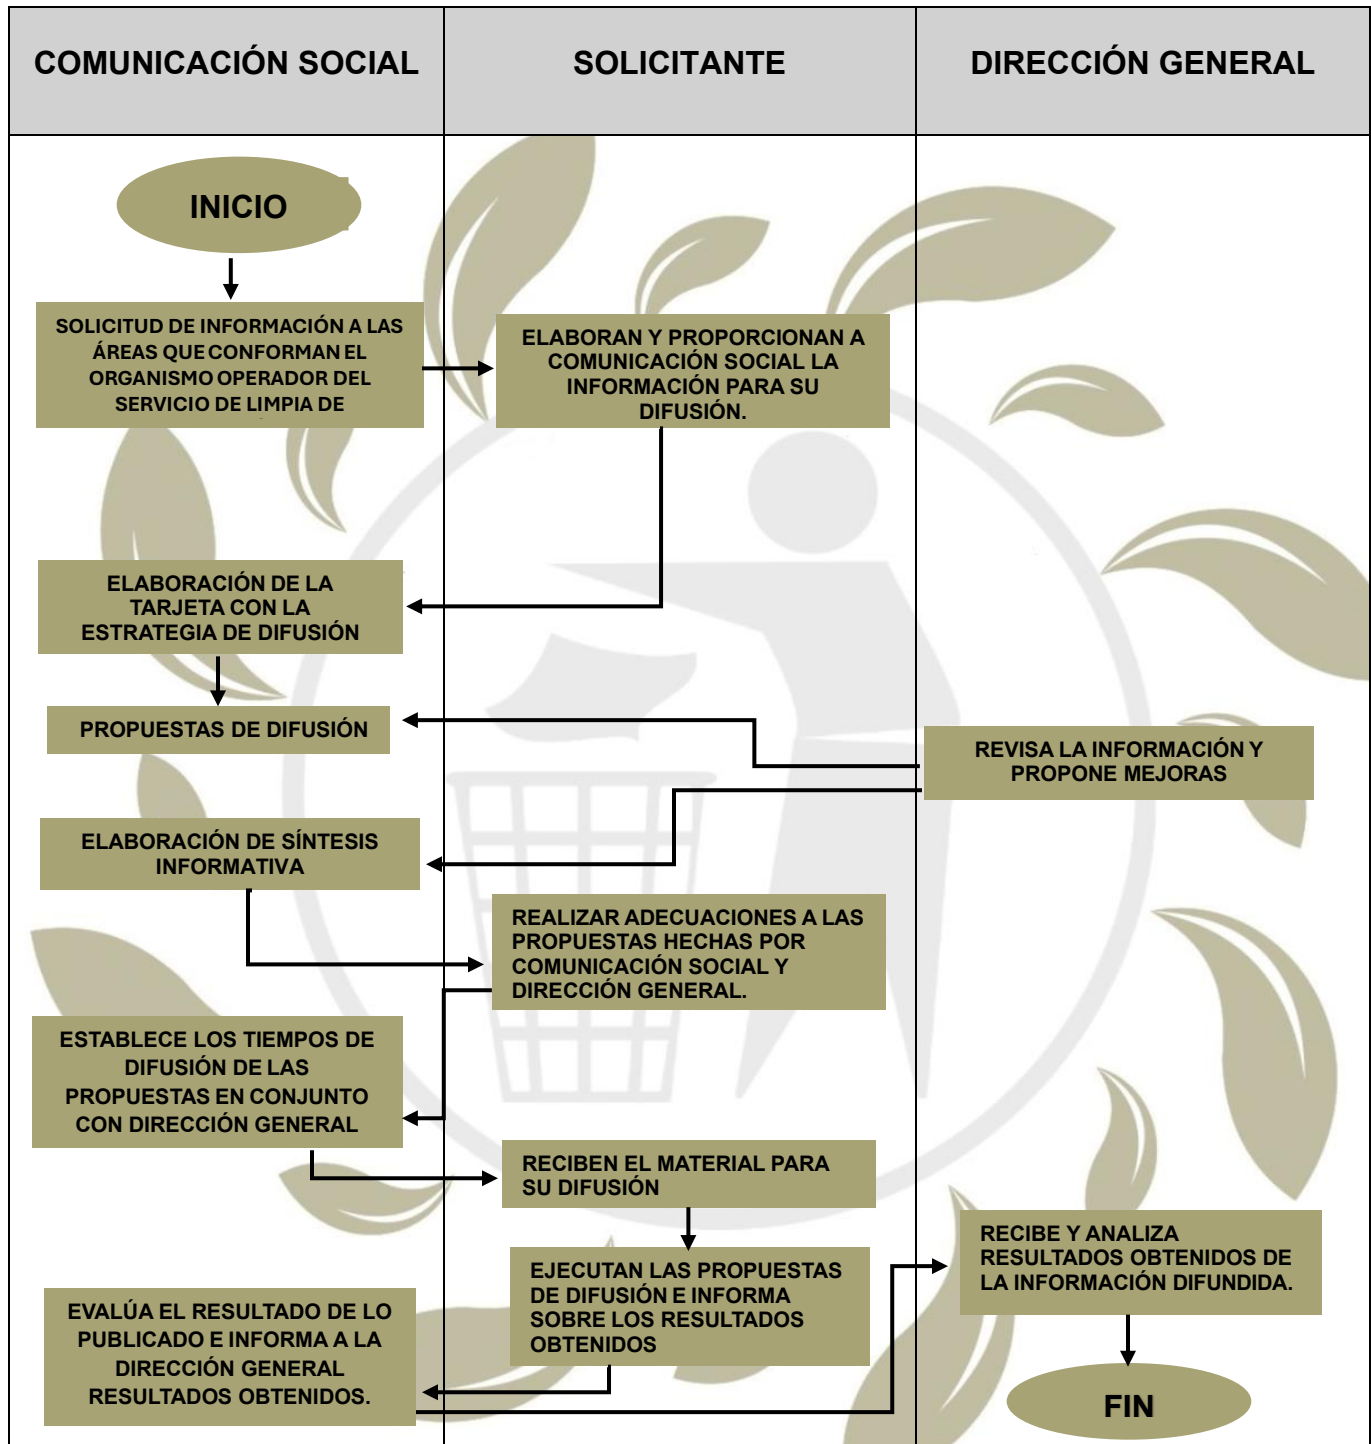 COMUNICACIÓN SOCIAL
SOLICITANTE
DIRECCIÓN GENERAL
INICIO
SOLICITUD DE INFORMACIÓN A LAS
ÁREAS QUE CONFORMAN EL
ORGANISMO OPERADOR DEL
SERVICIO DE LIMPIA DE
ELABORAN Y PROPORCIONAN A
COMUNICACIÓN SOCIAL LA
INFORMACIÓN PARA SU
DIFUSIÓN.
ELABORACIÓN DE LA
TARJETA CON LA
ESTRATEGIA DE DIFUSIÓN
PROPUESTAS DE DIFUSIÓN
REVISA LA INFORMACIÓN Y
PROPONE MEJORAS
ELABORACIÓN DE SÍNTESIS
INFORMATIVA
REALIZAR ADECUACIONES A LAS
PROPUESTAS HECHAS POR
COMUNICACIÓN SOCIAL Y
DIRECCIÓN GENERAL.
ESTABLECE LOS TIEMPOS DE
DIFUSIÓN DE LAS
PROPUESTAS EN CONJUNTO
CON DIRECCIÓN GENERAL
RECIBEN EL MATERIAL PARA
SU DIFUSIÓN
EJECUTAN LAS PROPUESTAS
DE DIFUSIÓN E INFORMA
SOBRE LOS RESULTADOS
OBTENIDOS
RECIBE Y ANALIZA
RESULTADOS OBTENIDOS DE
LA INFORMACIÓN DIFUNDIDA.
EVALÚA EL RESULTADO DE LO
PUBLICADO E INFORMA A LA
DIRECCIÓN GENERAL
RESULTADOS OBTENIDOS.
FIN